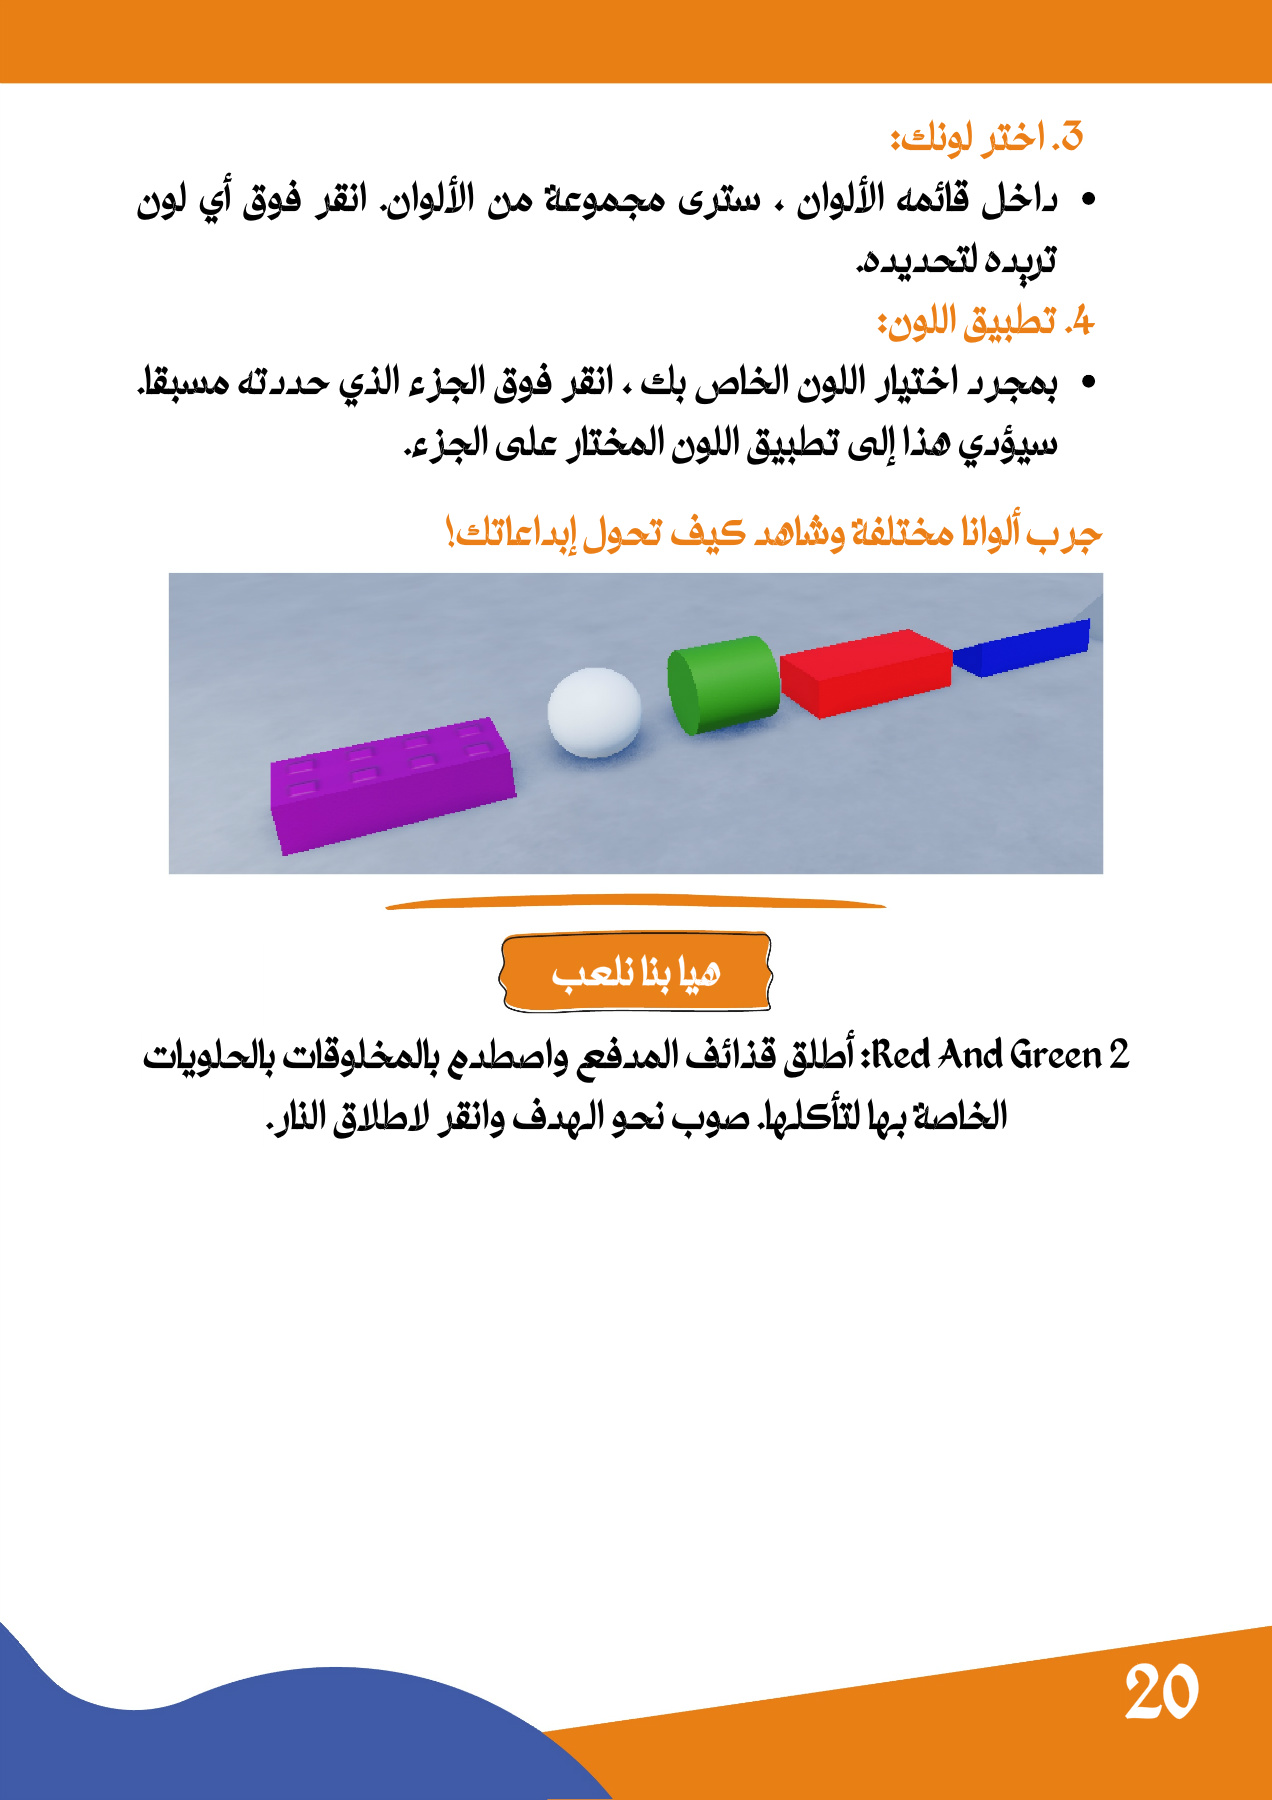 3. اختر لونك:
• داخل قائمه الألوان ، سترى مجموعة من الألوان. انقر فوق أي لون
تريده لتحديده.
4. تطبيق اللون:
• بمجرد اختيار اللون الخاص بك ، انقر فوق الجزء الذي حددته مسبقا.
سيؤدي هذا إلى تطبيق اللون المختار على الجزء.
جرب ألوانا مختلفة وشاهد كيف تحول إبداعاتك!
هيا بنا نلعب
Red And Green 2: أطلق قذائف المدفع واصطدم بالمخلوقات بالحلويات
الخاصة بها لتأكلها. صوب نحو الهدف وانقر لاطلاق النار.
20